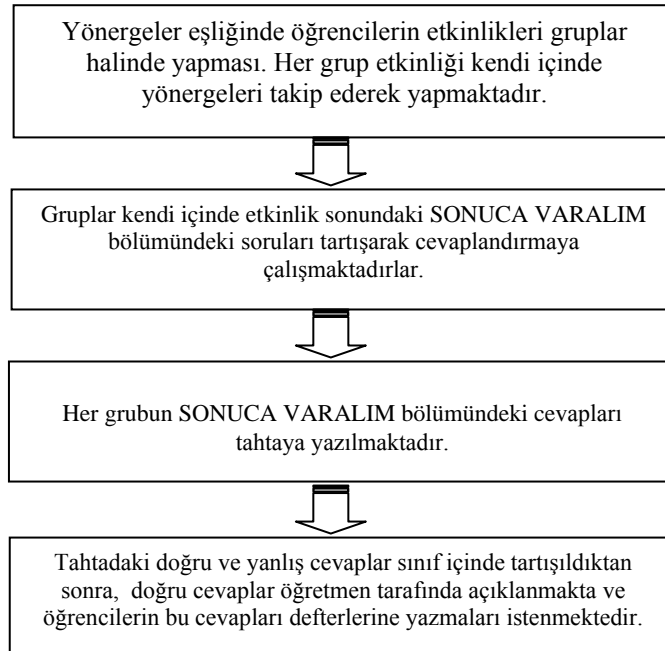 Yönergeler eşliğinde öğrencilerin etkinlikleri gruplar
halinde yapması. Her grup etkinliği kendi içinde
yönergeleri takip ederek yapmaktadır.
Gruplar kendi içinde etkinlik sonundaki SONUCA VARALIM
bölümündeki soruları tartışarak cevaplandırmaya
çalışmaktadırlar.
Her grubun SONUCA VARALIM bölümündeki cevapları
tahtaya yazılmaktadır.
Tahtadaki doğru ve yanlış cevaplar sınıf içinde tartışıldıktan
sonra, doğru cevaplar öğretmen tarafında açıklanmakta ve
öğrencilerin bu cevapları defterlerine yazmaları istenmektedir.